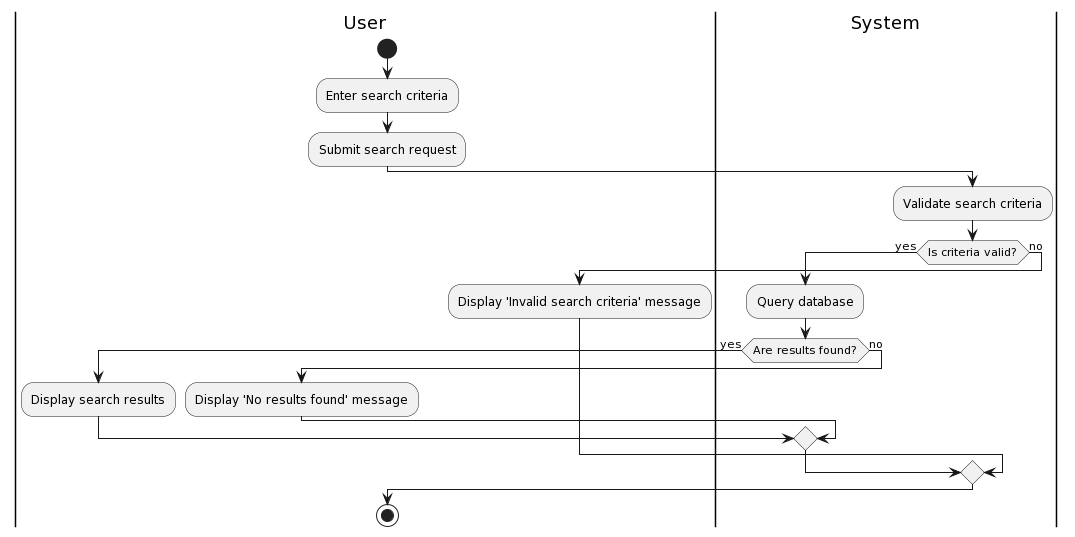 User
System
Enter search criteria
Submit search request
Validate search criteria
yes
Is criteria valid?
no
Display 'Invalid search criteria' message
Query database
yes
Are results found?
no
Display search results
Display 'No results found' message